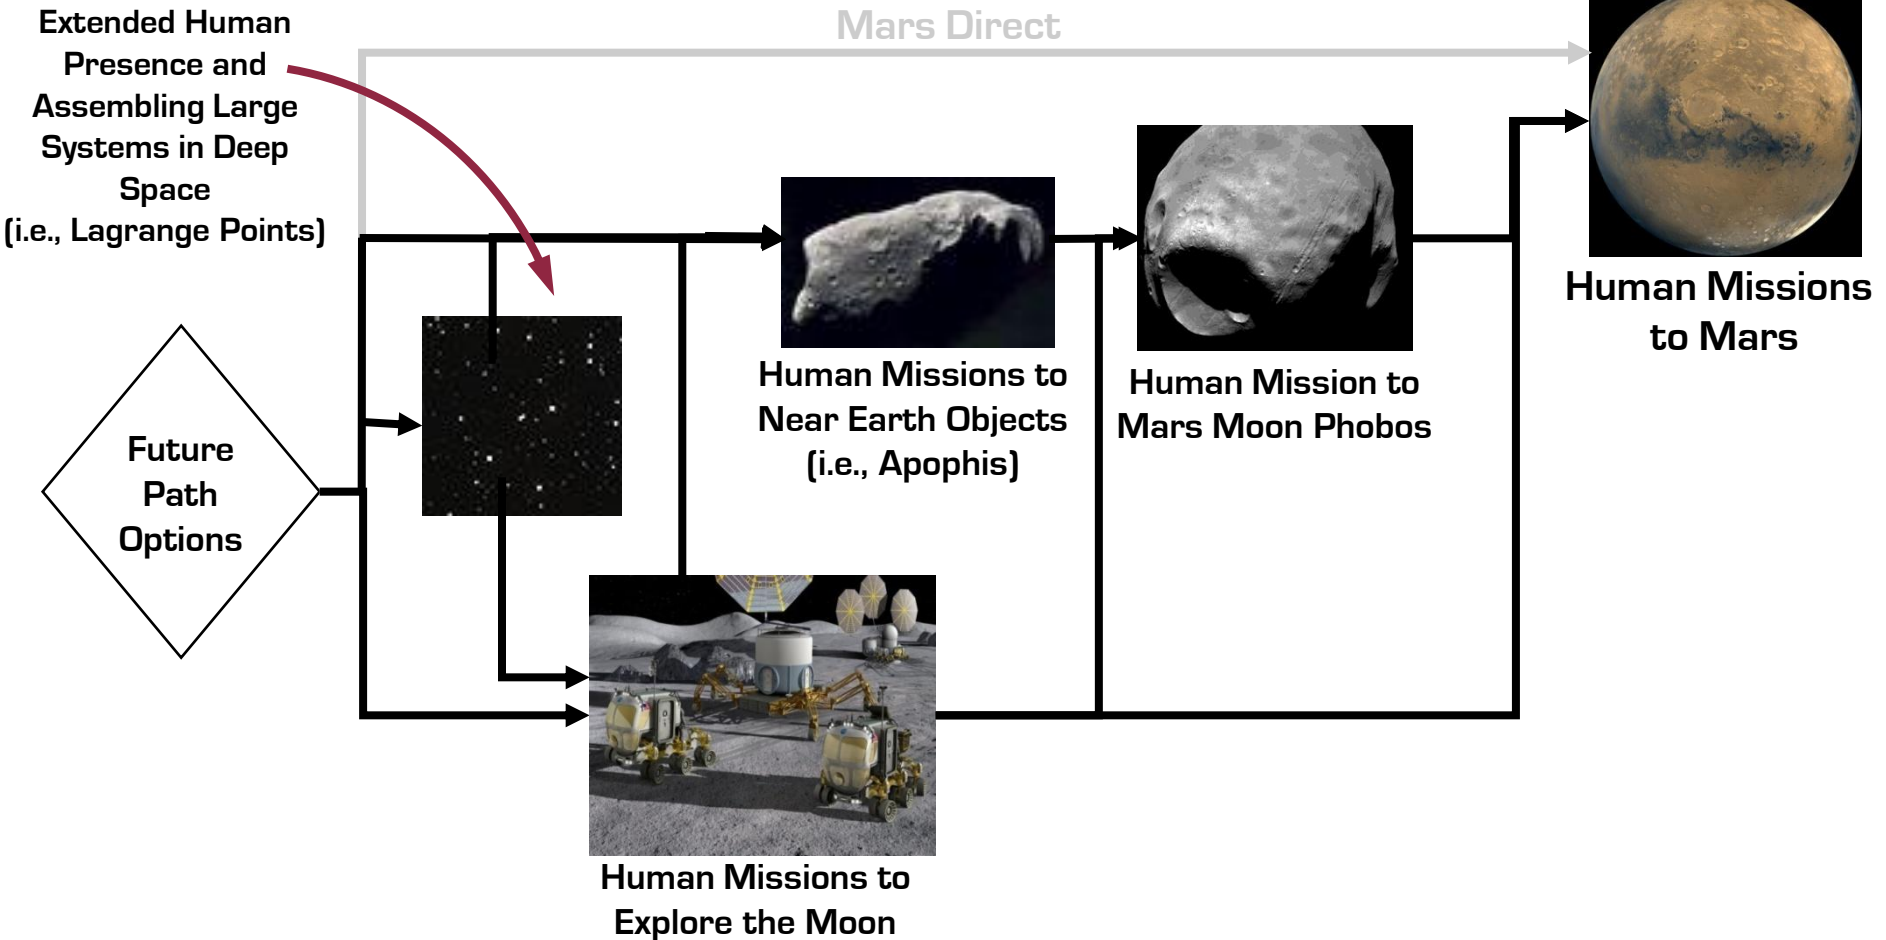 Extended Human
Presence and
Assembling Large
Systems in Deep
Space
(i.e., Lagrange Points)
Mars Direct
Human Missions
to Mars
Human Missions to
Near Earth Objects
(i.e., Apophis)
Human Mission to
Mars Moon Phobos
Future
Path
Options
Human Missions to
Explore the Moon